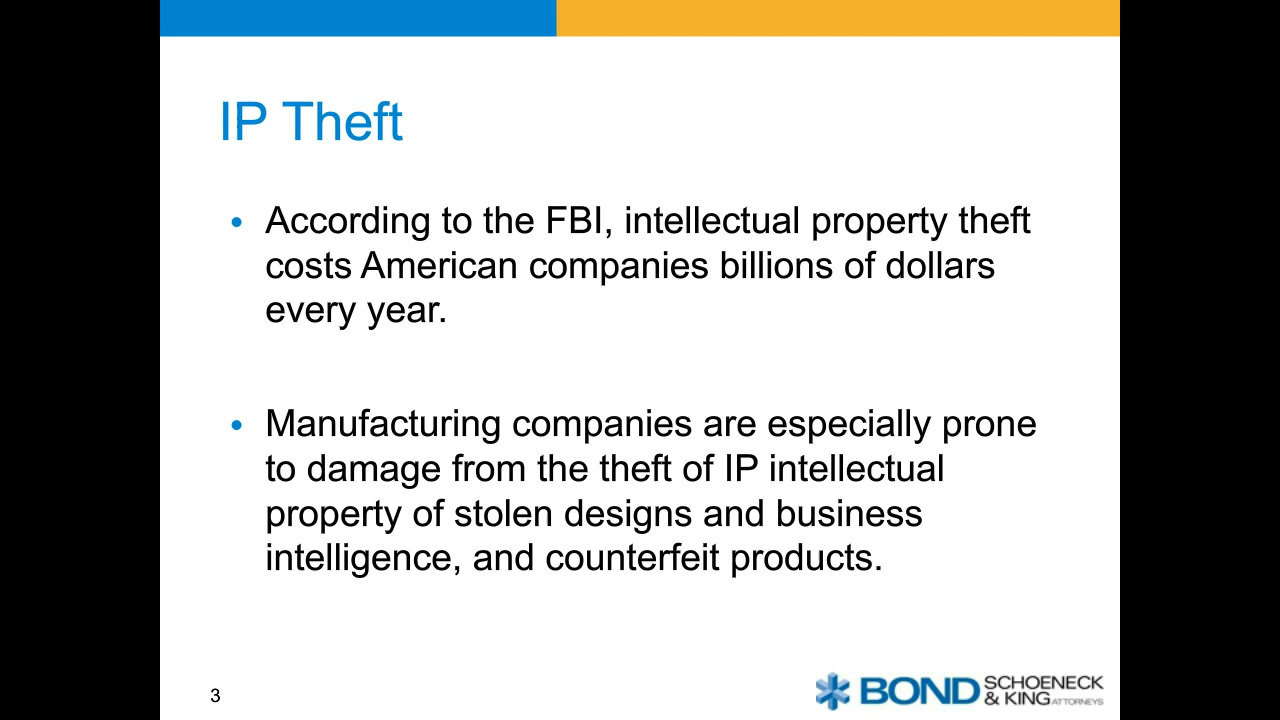 IP Theft
• According to the FBI, intellectual property theft
costs American companies billions of dollars
every year.
• Manufacturing companies are especially prone
to damage from the theft of IP intellectual
property of stolen designs and business
intelligence, and counterfeit products.
3
BOND SCHOENECK
& KING ATTORNEYS